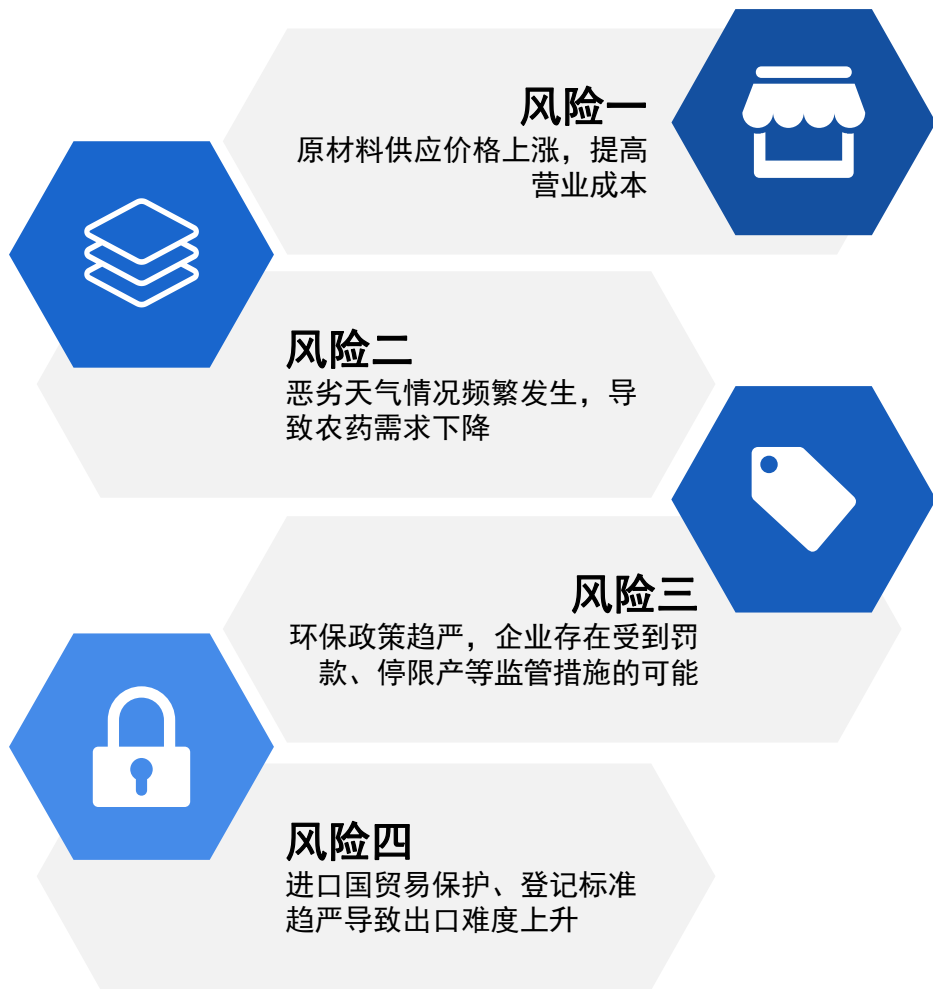 风险一
原材料供应价格上涨，提高
营业成本
风险二
恶劣天气情况频繁发生，导
致农药需求下降
风险三
环保政策趋严，企业存在受到罚
款、停限产等监管措施的可能
风险四
进口国贸易保护、登记标准
趋严导致出口难度上升